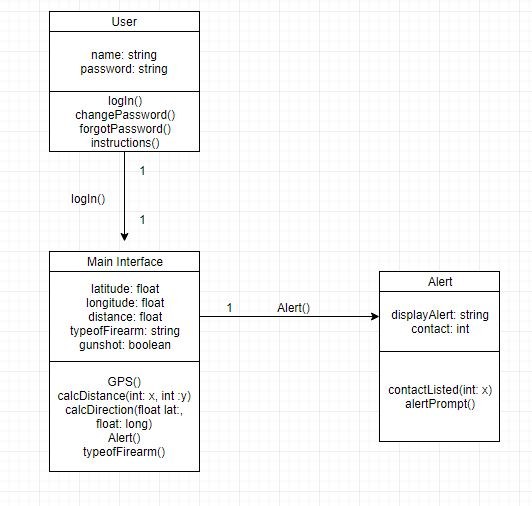 User
name: string
password: string
logIn()
changePassword()
forgotPassword()
instructions()
1
logIn()
1
Main Interface
latitude: float
longitude: float
distance: float
typeofFirearm: string
gunshot: boolean
GPS()
calcDistance(int: x, int :y)
calcDirection(float lat:,
float: long)
Alert()
typeofFirearm()
1
Alert()
Alert
displayAlert: string
contact: int
contactListed(int: x)
alertPrompt()